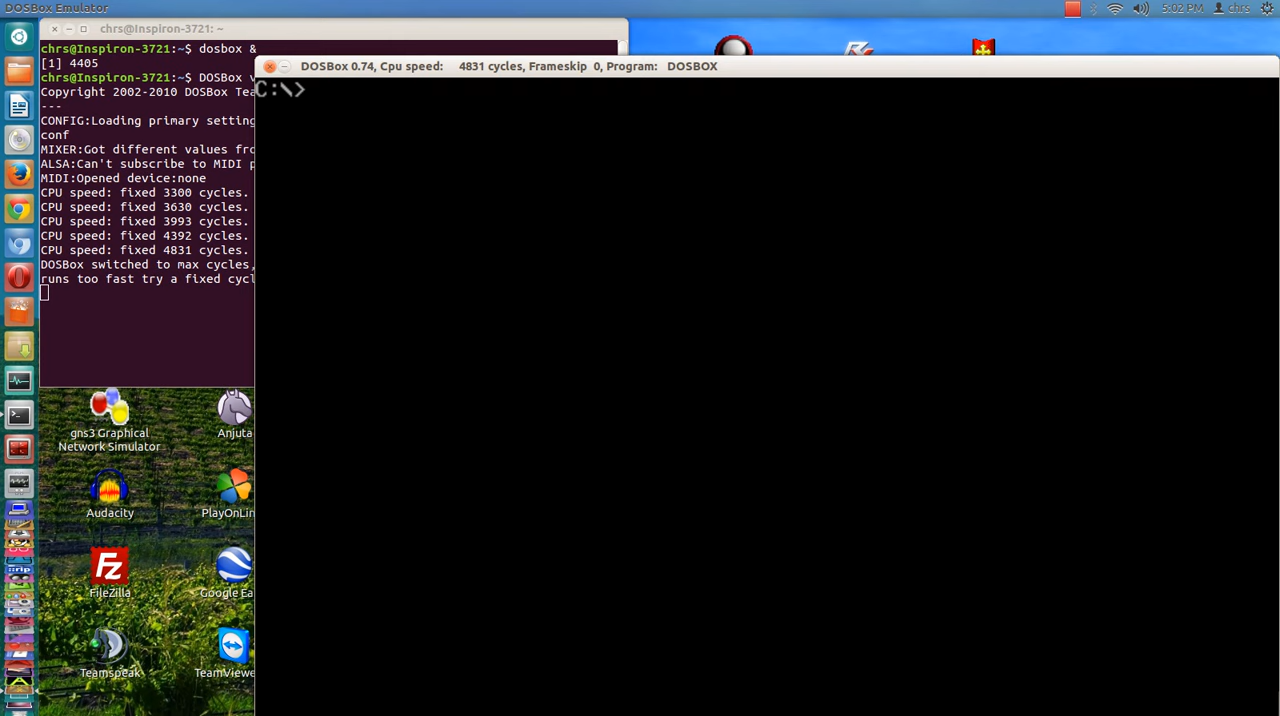 DOSBox Emulator
5:02 PM chrs
chrs@Inspiron-3721: ~
chrs@Inspiron-3721:~$ dosbox &
[1] 4405
chrs@Inspiron-3721:~$ DOSBox
Copyright 2002-2010 DOSBox
---
CONFIG:Loading primary
conf
MIXER:Got different values
ALSA:Can't subscribe to MIDI
MIDI:Opened device:none
CPU speed: fixed 3300 cycles.
CPU speed: fixed 3630 cycles.
CPU speed: fixed 3993 cycles.
CPU speed: fixed 4392 cycles.
CPU speed: fixed 4831 cycles.
DOSBox switched to max cycles,
runs too fast try a fixed
DOSBox 0.74, Cpu speed: 4831 cycles, Frameskip 0, Program: DOSBOX
C:\>
gns3 Graphical
Network Simulator
Anjuta
Audacity
PlayOnLin
FileZilla
Google Ea
Teamspeak
TeamViewe
rip